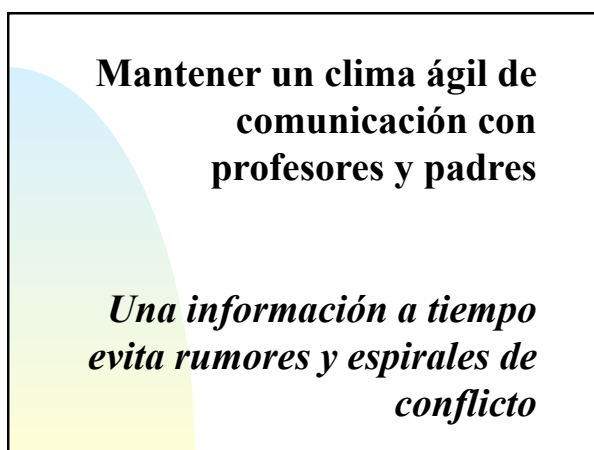 Mantener un clima ágil de
comunicación con
profesores y padres
Una información a tiempo
evita rumores y espirales de
conflicto